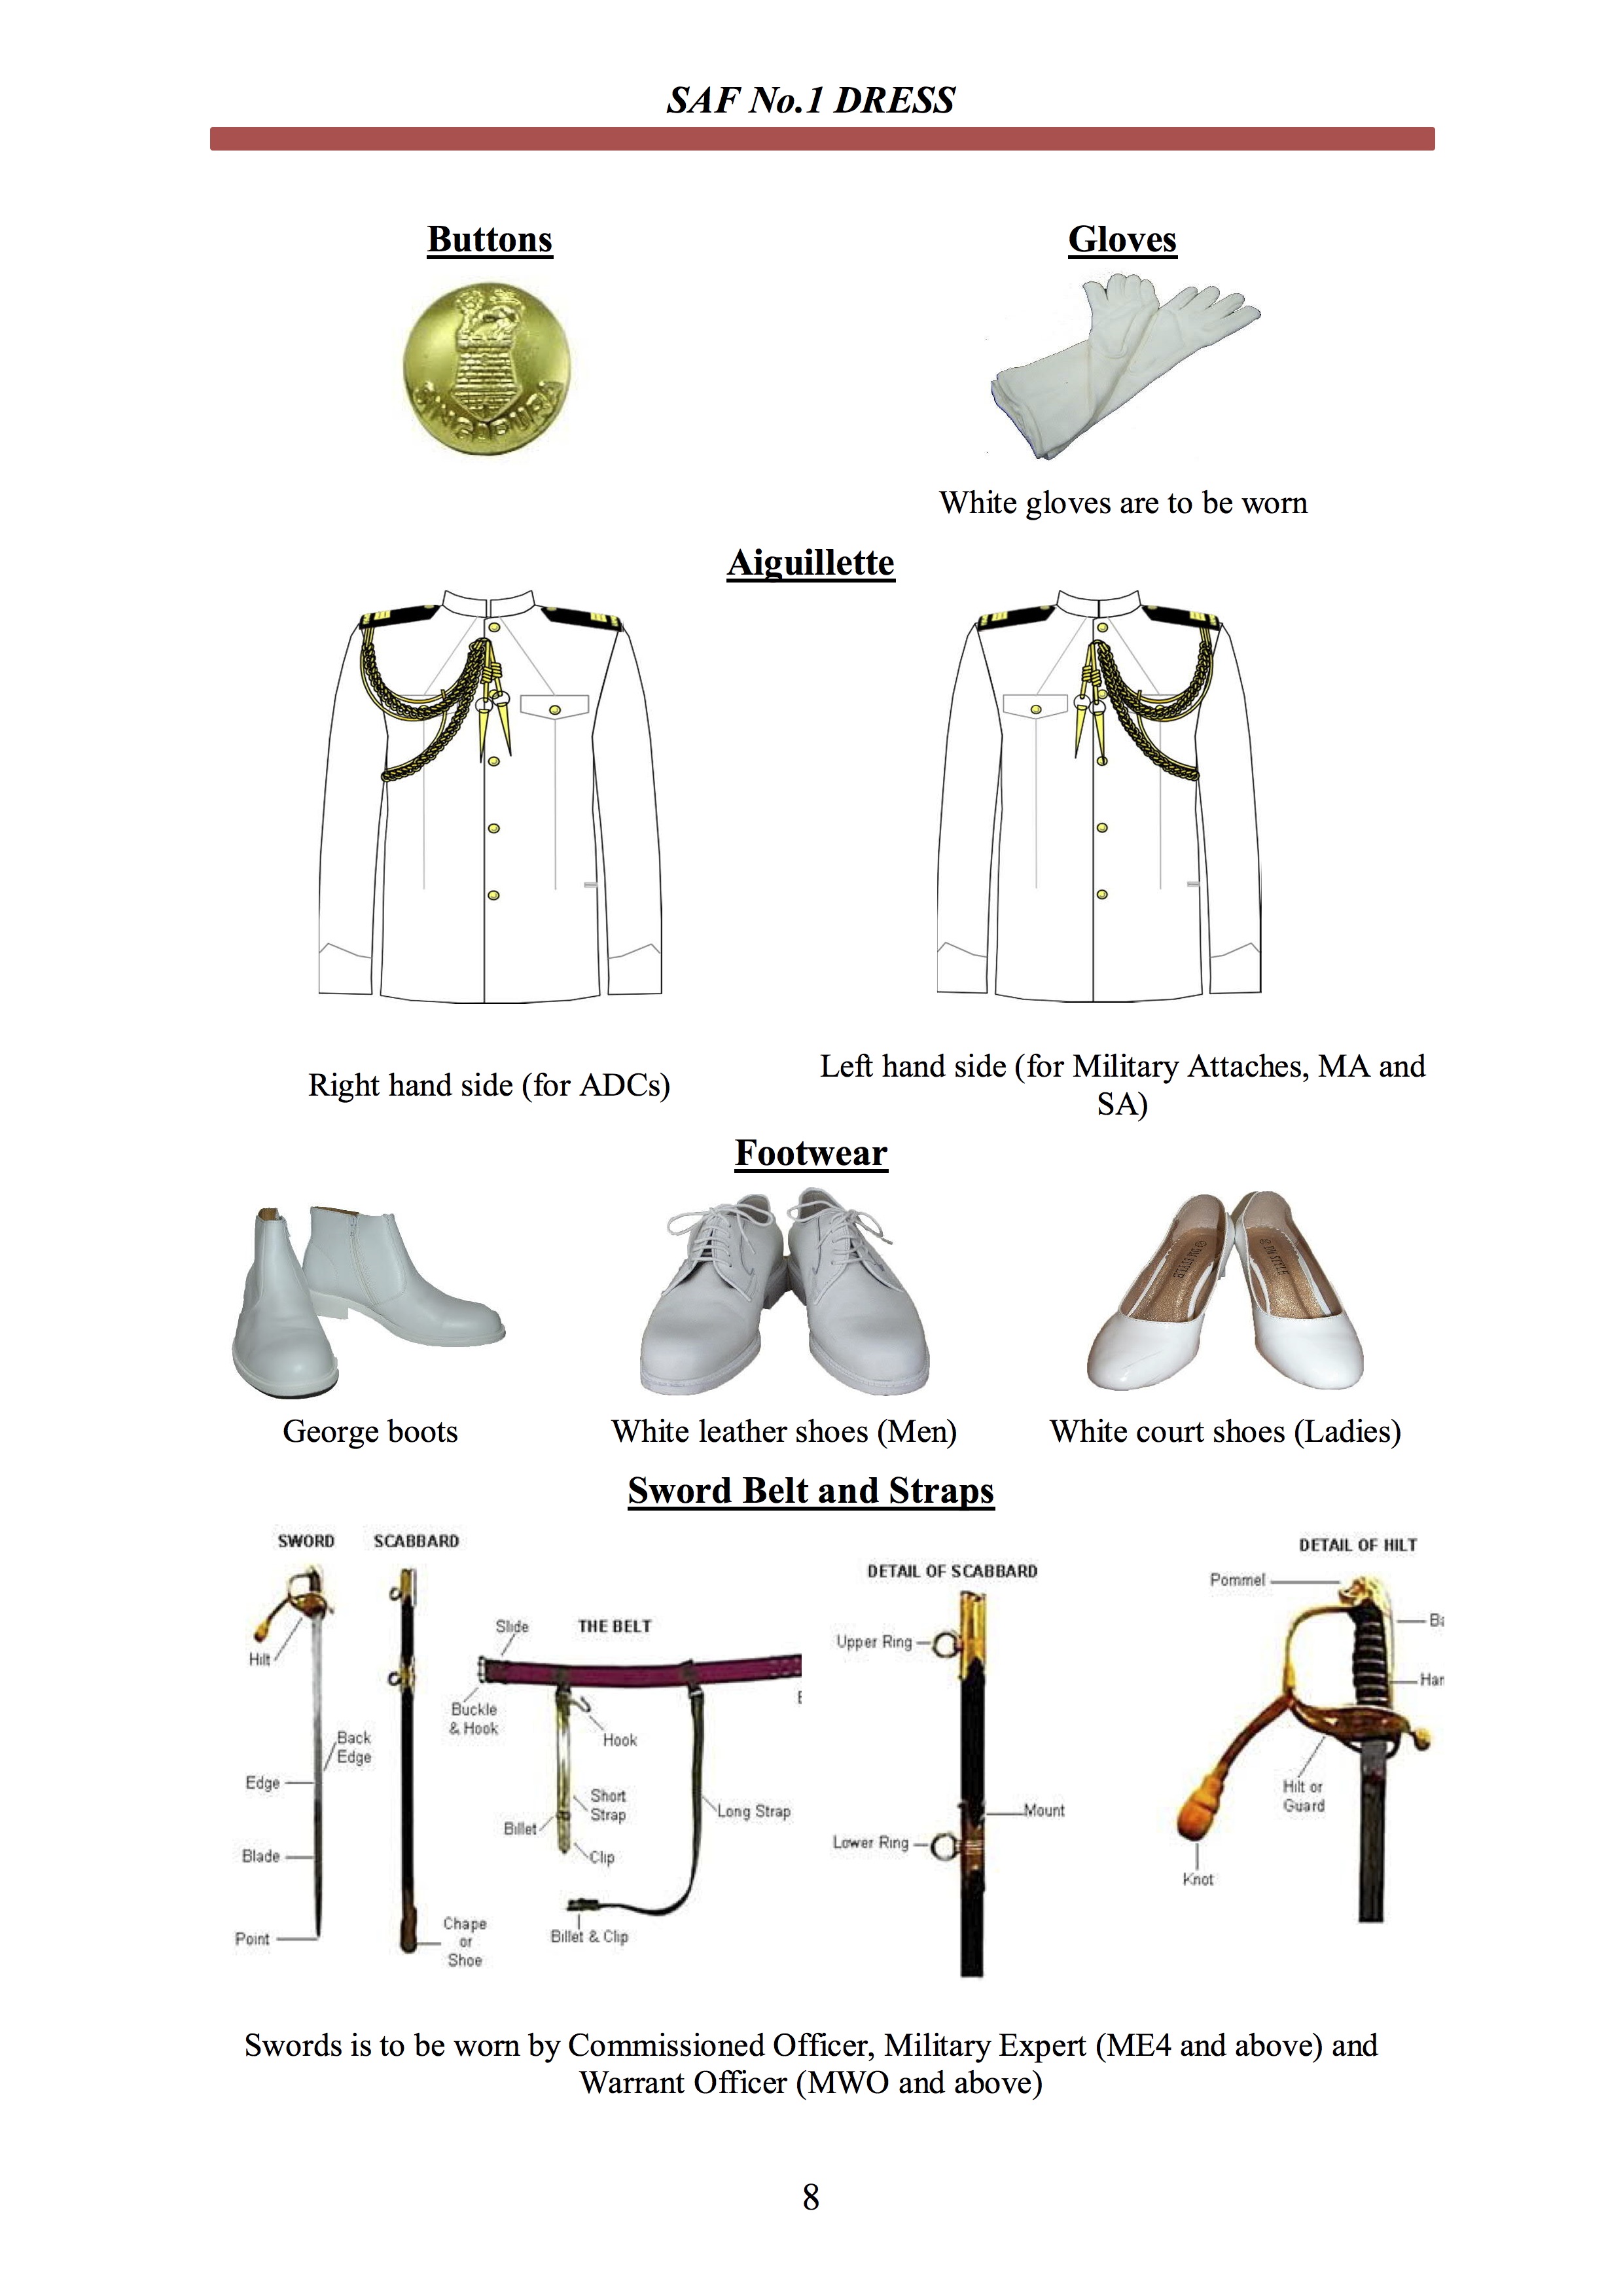 SAF No.1 DRESS
Buttons
Gloves
SINGAPURA
White gloves are to be worn
Aiguillette
Right hand side (for ADCs)
Left hand side (for Military Attaches, MA and
SA)
Footwear
George boots
White leather shoes (Men)
White court shoes (Ladies)
Sword Belt and Straps
SWORD
SCABBARD
Hilt
Edge
Back
Edge
Blade
Point
Chape
or
Shoe
THE BELT
Slide
Buckle
& Hook
Hook
Short
Strap
Billet
Clip
Long Strap
Billet & Clip
DETAIL OF SCABBARD
Upper Ring
Mount
Lower Ring
DETAIL OF HILT
Pommel
Ba
Han
Hilt or
Guard
Knot
Swords is to be worn by Commissioned Officer, Military Expert (ME4 and above) and
Warrant Officer (MWO and above)
8